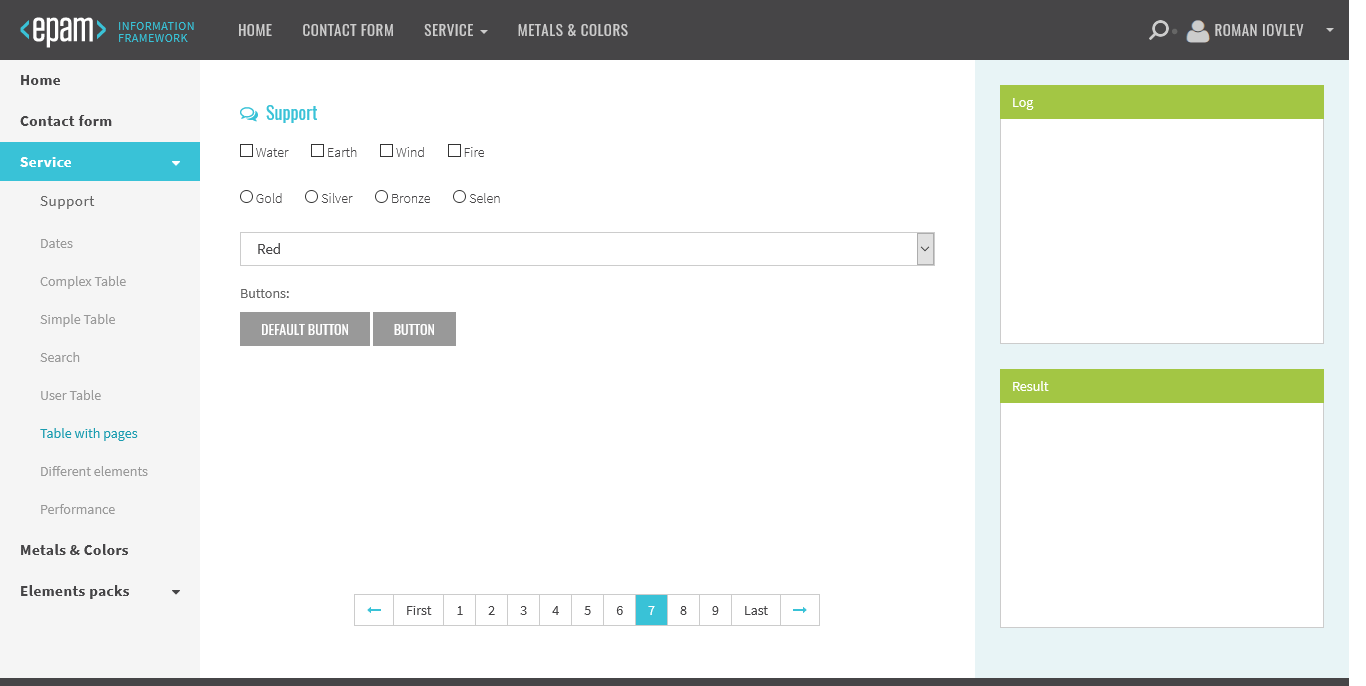 <epam> INFORMATION FRAMEWORK
HOME CONTACT FORM SERVICE METALS & COLORS ROMAN IOVLEV
Home
Contact form
Service
Support
Dates
Complex Table
Simple Table
Search
User Table
Table with pages
Different elements
Performance
Metals & Colors
Elements packs
Support
Water Earth Wind Fire
Gold Silver Bronze Selen
Red
Buttons:
DEFAULT BUTTON BUTTON
First 1 2 3 4 5 6 7 8 9 Last
Log
Result